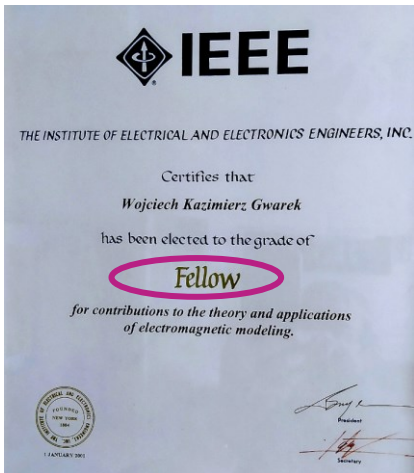 IEEE
THE INSTITUTE OF ELECTRICAL AND ELECTRONICS ENGINEERS, INC.
Certifies that
Wojciech Kazimierz Gwarek
has been elected to the grade of
Fellow
for contributions to the theory and applications
of electromagnetic modeling.
FOUNDED
NEW YORK
1884
1 JANUARY 2001
President
Secretary